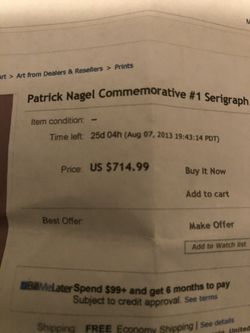 Art > Art from Dealers & Resellers > Prints
Patrick Nagel Commemorative #1 Serigraph
Item condition: --
Time left: 25d 04h (Aug 07, 2013 19:43:14 PDT)
Price: US $714.99
Buy It Now
Add to cart
Best Offer:
Make Offer
Add to Watch list
BillMeLater Spend $99+ and get 6 months to pay
Subject to credit approval. See terms
Shipping: FREE Economy Shipping | See details
United